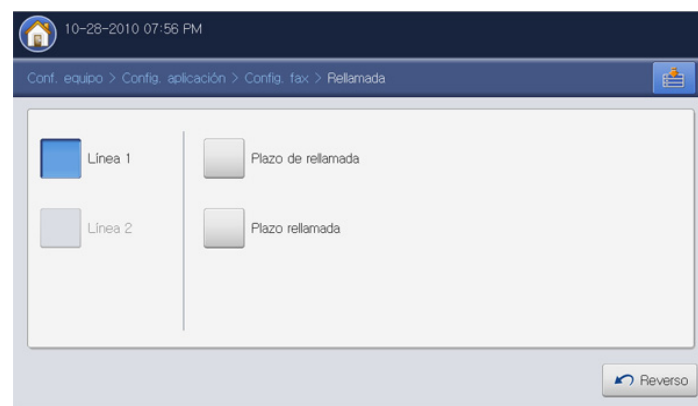 10-28-2010 07:56 PM
Conf. equipo > Config. aplicación > Config. fax > Rellamada
Línea 1
Plazo de rellamada
Línea 2
Plazo rellamada
Reverso